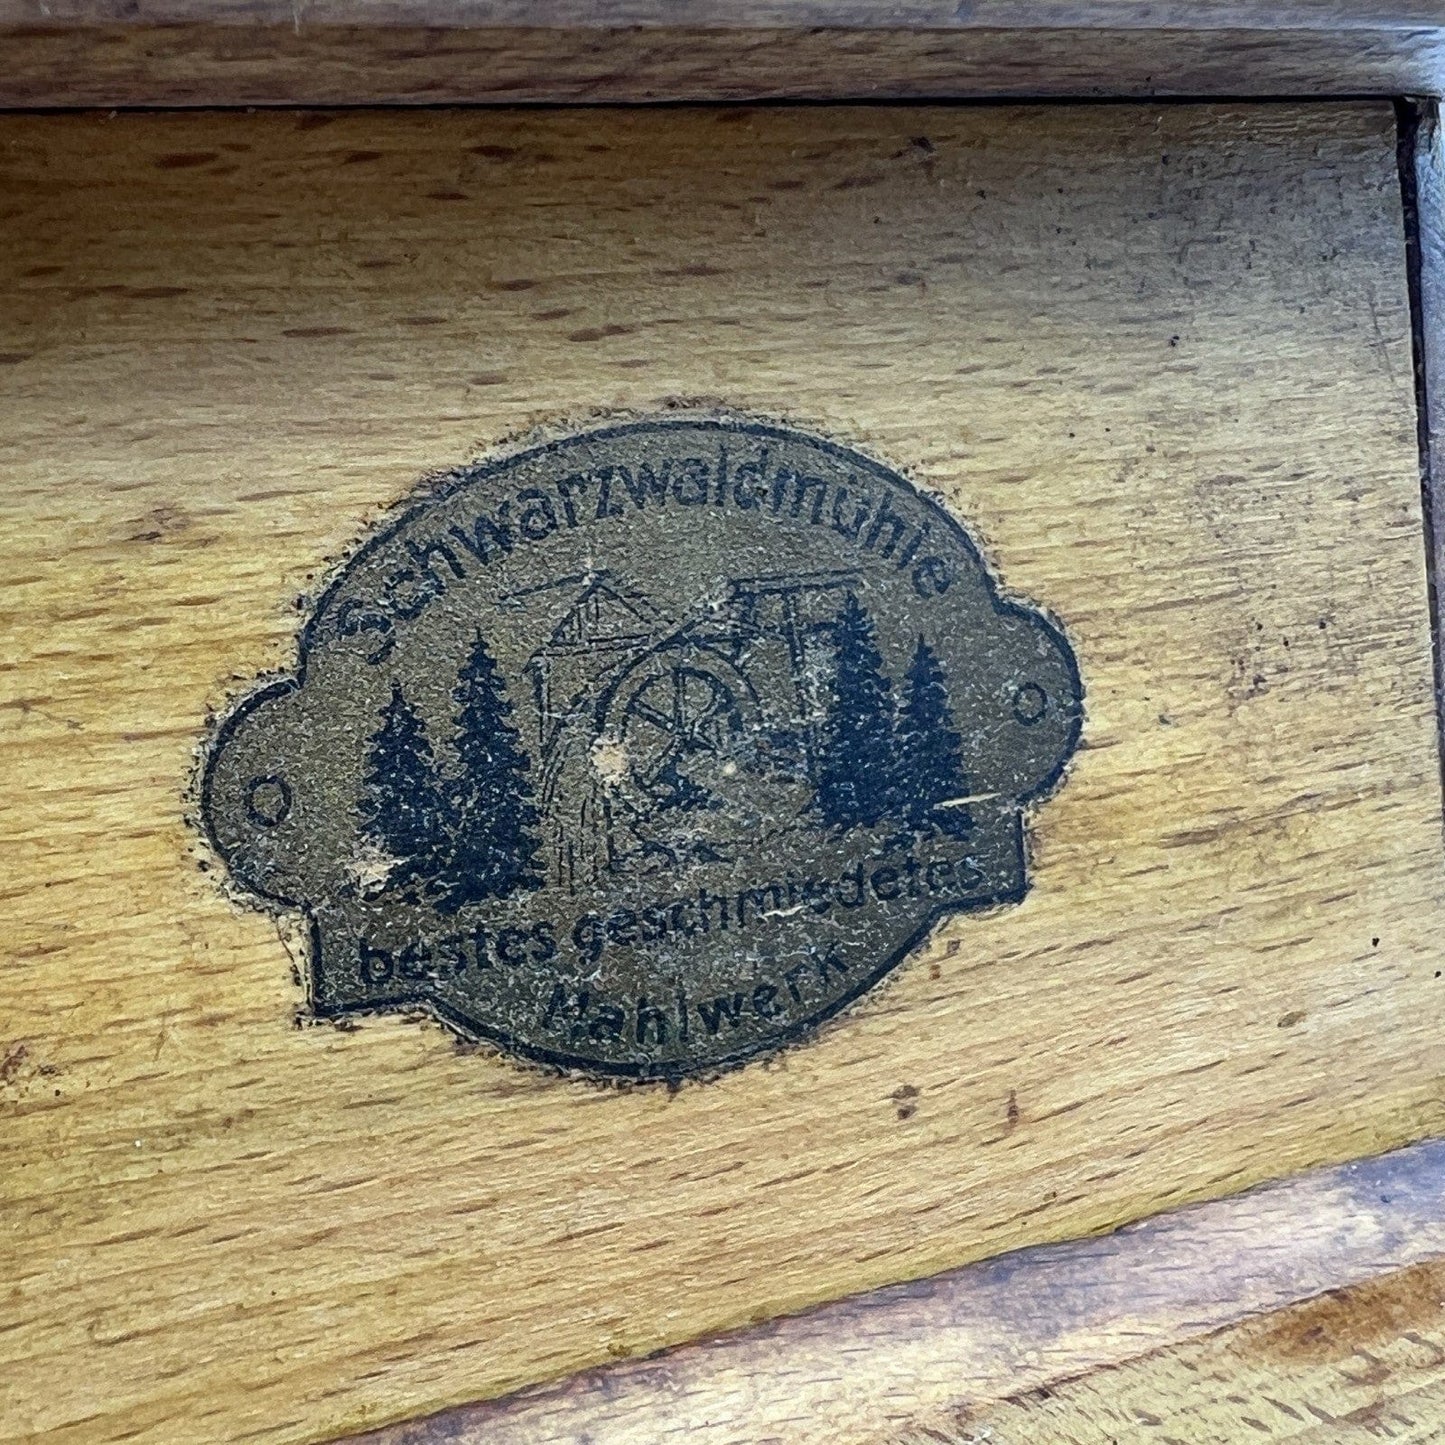 Schwarzwaldmühle
bestes geschmiedetes
Mahlwerk